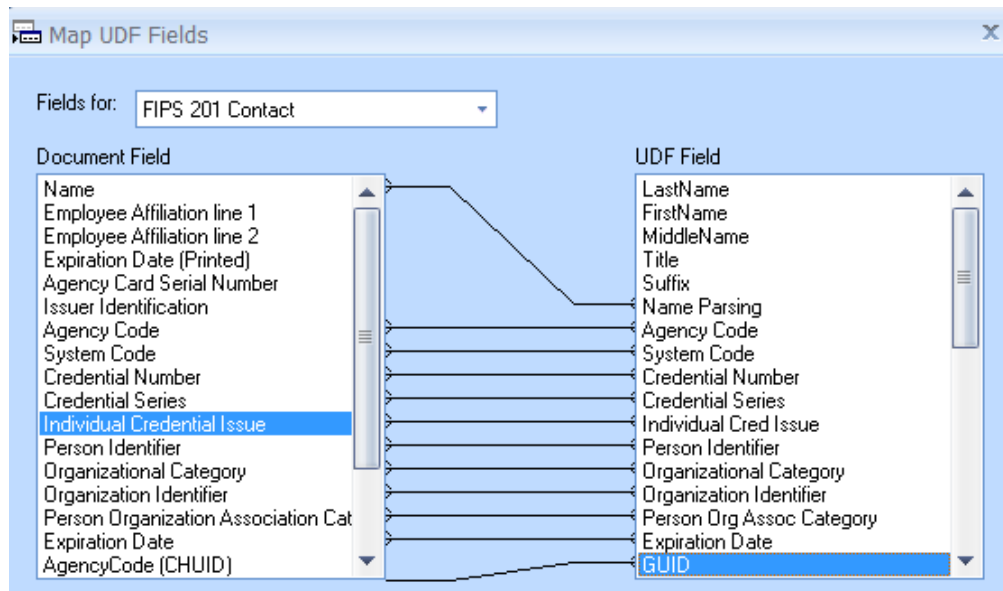 Map UDF Fields
Fields for: FIPS 201 Contact
Document Field
Name
Employee Affiliation line 1
Employee Affiliation line 2
Expiration Date (Printed)
Agency Card Serial Number
Issuer Identification
Agency Code
System Code
Credential Number
Credential Series
Individual Credential Issue
Person Identifier
Organizational Category
Organization Identifier
Person Organization Association Cat
Expiration Date
AgencyCode (CHUID)
UDF Field
LastName
FirstName
MiddleName
Title
Suffix
Name Parsing
Agency Code
System Code
Credential Number
Credential Series
Individual Cred Issue
Person Identifier
Organizational Category
Organization Identifier
Person Org Assoc Category
Expiration Date
GUID